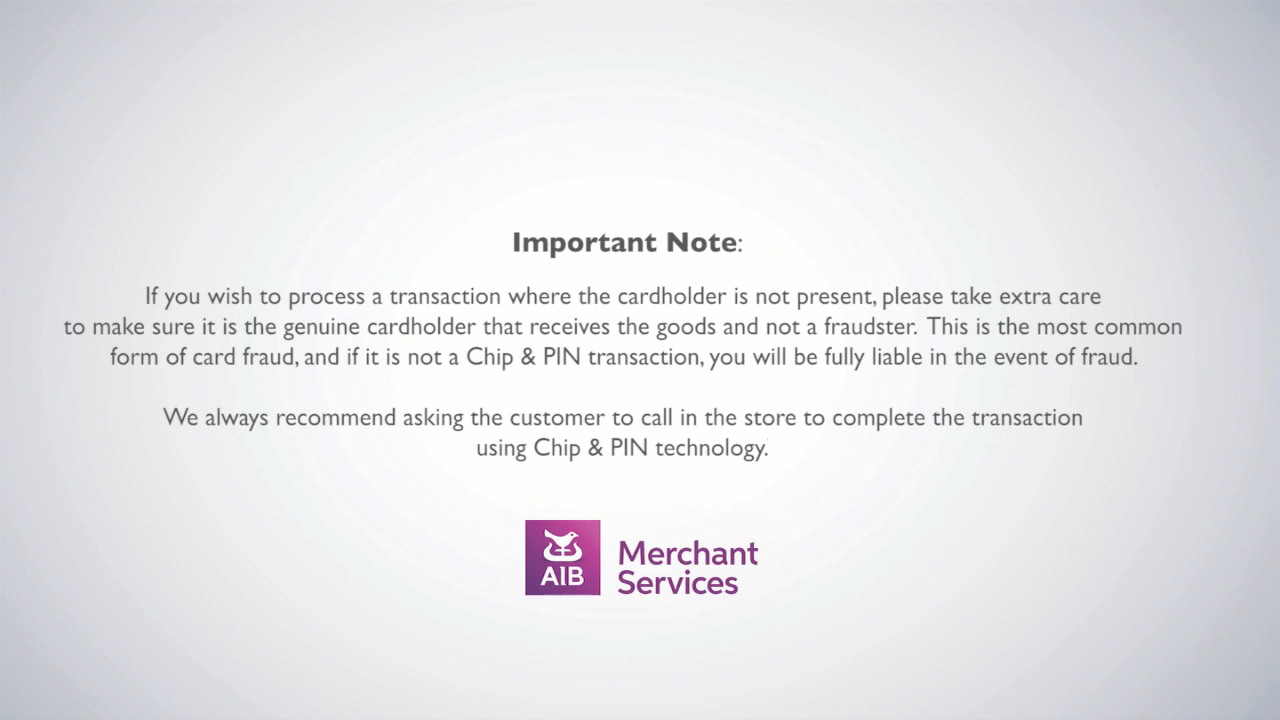 Important Note:
If you wish to process a transaction where the cardholder is not present, please take extra care
to make sure it is the genuine cardholder that receives the goods and not a fraudster. This is the most common
form of card fraud, and if it is not a Chip & PIN transaction, you will be fully liable in the event of fraud.
We always recommend asking the customer to call in the store to complete the transaction
using Chip & PIN technology.
AIB
Merchant
Services